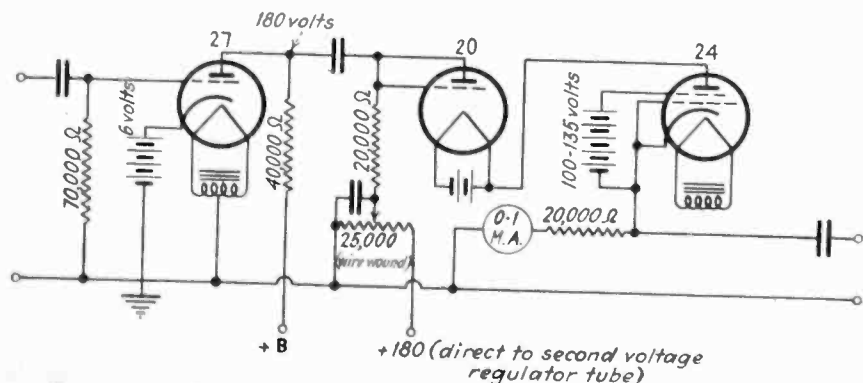 180 volts
27
20
24
6 volts
100-135 volts
70,000 Ω
40,000 Ω
20,000 Ω
25,000
(wire wound)
0-1
M.A.
20,000 Ω
+ B
+180 (direct to second voltage
regulator tube)